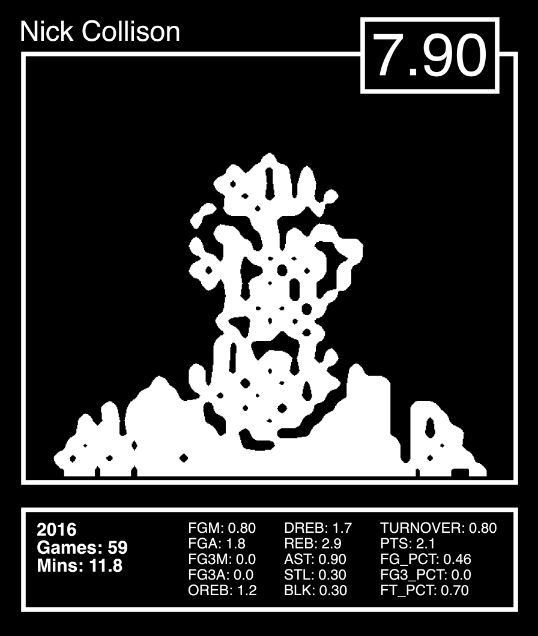 Nick Collison
7.90
2016
Games: 59
Mins: 11.8
FGM: 0.80
FGA: 1.8
FG3M: 0.0
FG3A: 0.0
OREB: 1.2
DREB: 1.7
REB: 2.9
AST: 0.90
STL: 0.30
BLK: 0.30
TURNOVER: 0.80
PTS: 2.1
FG_PCT: 0.46
FG3_PCT: 0.0
FT_PCT: 0.70